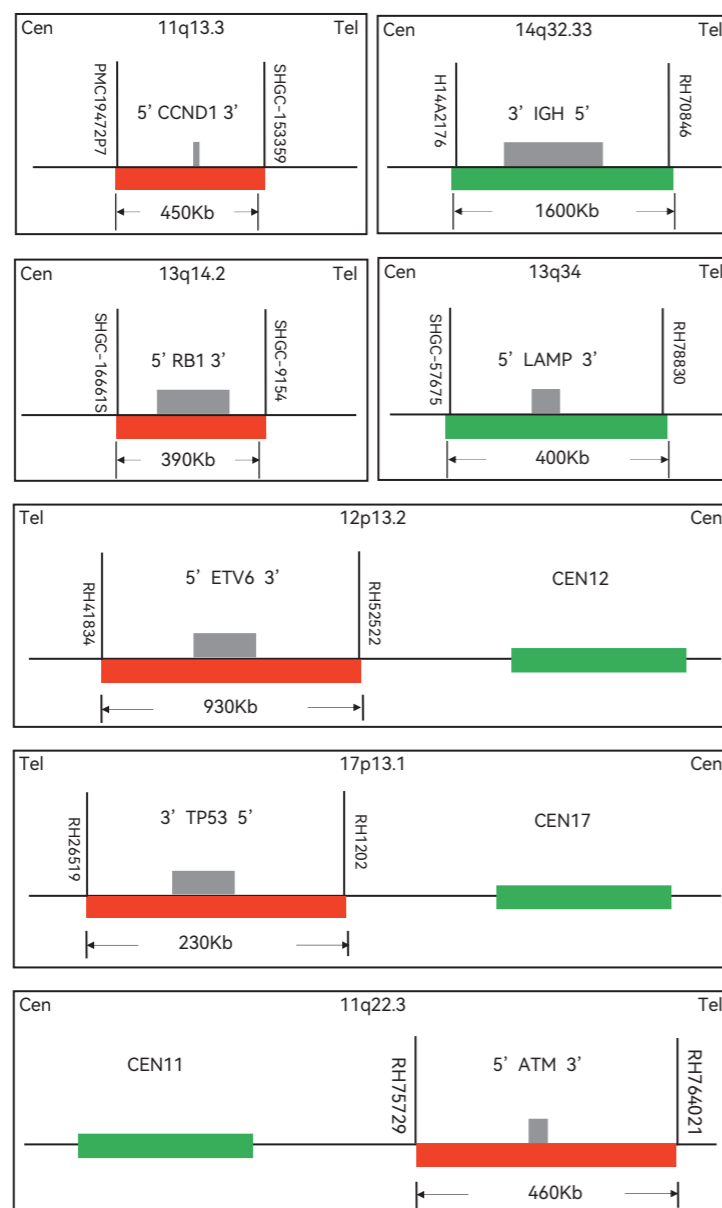 Cen 11q13.3 Tel
PMC19472P7
5’ CCND1 3’
SHGC-153359
450Kb
Cen 14q32.33 Tel
H14A2176
3’ IGH 5’
RH70846
1600Kb
Cen 13q14.2 Tel
SHGC-16661S
5’ RB1 3’
SHGC-9154
390Kb
Cen 13q34 Tel
SHGC-57675
5’ LAMP 3’
RH78830
400Kb
Tel 12p13.2 Cen
RH41834
5’ ETV6 3’
RH52522
CEN12
930Kb
Tel 17p13.1 Cen
RH26519
3’ TP53 5’
RH1202
CEN17
230Kb
Cen 11q22.3 Tel
CEN11
RH75729
5’ ATM 3’
RH764021
460Kb